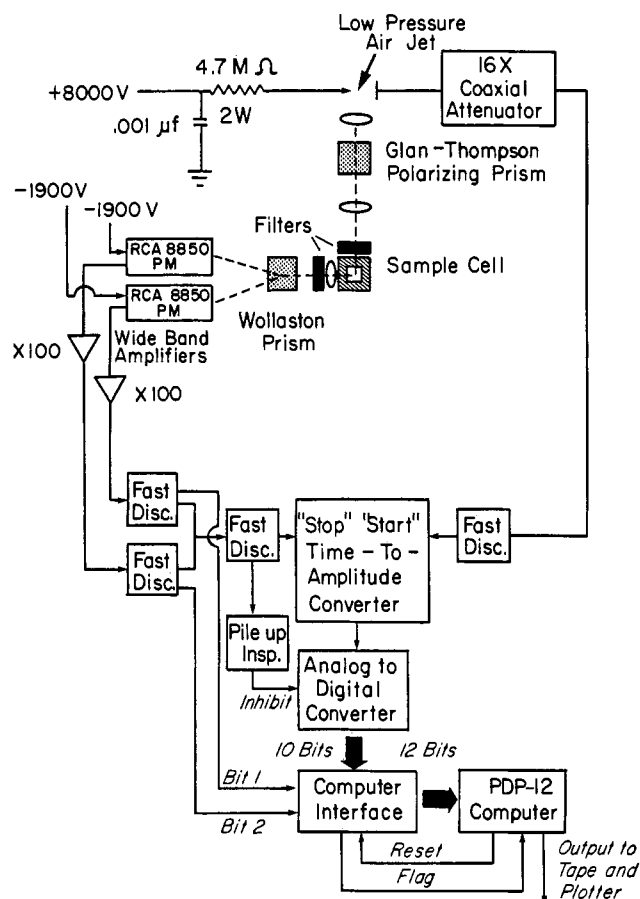 Low Pressure
Air Jet
4.7 M Ω
+8000V
2W
.001 μf
16X
Coaxial
Attenuator
Glan-Thompson
Polarizing Prism
-1900V
-1900V
Filters
RCA 8850
PM
Sample Cell
RCA 8850
PM
Wollaston
Prism
Wide Band
Amplifiers
X100
X100
Fast
Disc.
Fast
Disc.
Fast
Disc.
"Stop" "Start"
Time-To-
Amplitude
Converter
Fast
Disc.
Pile up
Insp.
Inhibit
Analog to
Digital
Converter
10 Bits
12 Bits
Bit 1
Computer
Interface
PDP-12
Computer
Bit 2
Reset
Flag
Output to
Tape and
Plotter